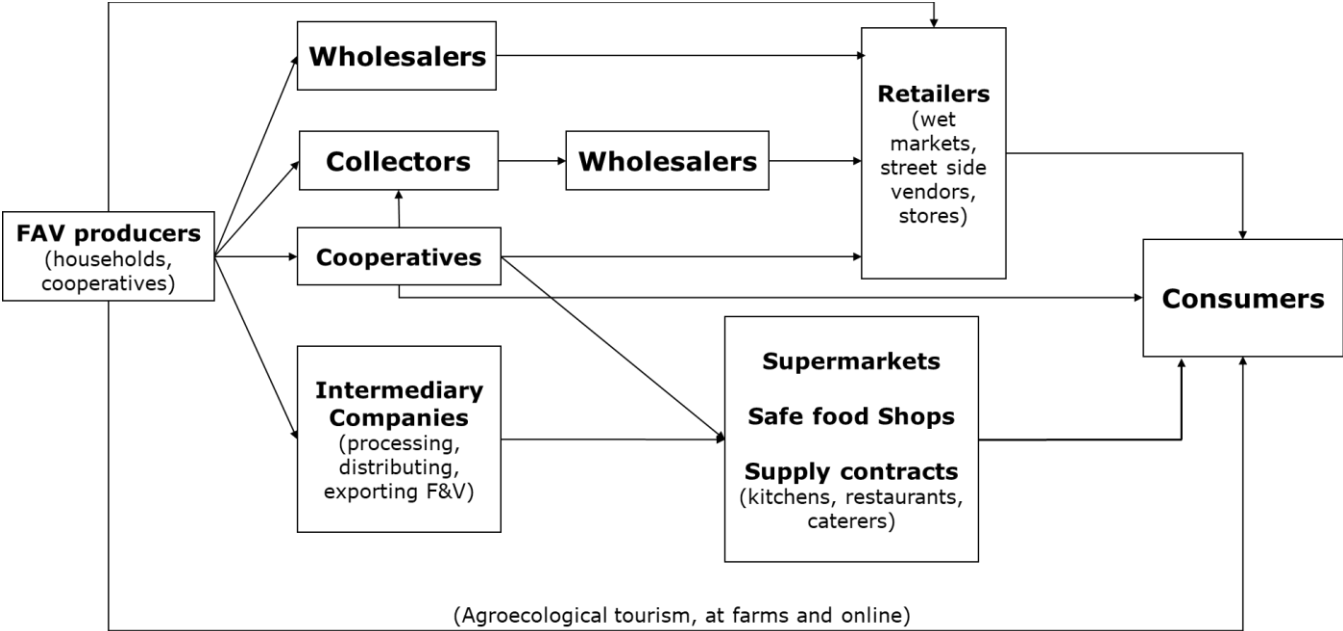 Wholesalers
Retailers
(wet
markets,
street side
vendors,
stores)
Collectors
Wholesalers
FAV producers
(households,
cooperatives)
Cooperatives
Consumers
Intermediary
Companies
(processing,
distributing,
exporting F&V)
Supermarkets
Safe food Shops
Supply contracts
(kitchens, restaurants,
caterers)
(Agroecological tourism, at farms and online)